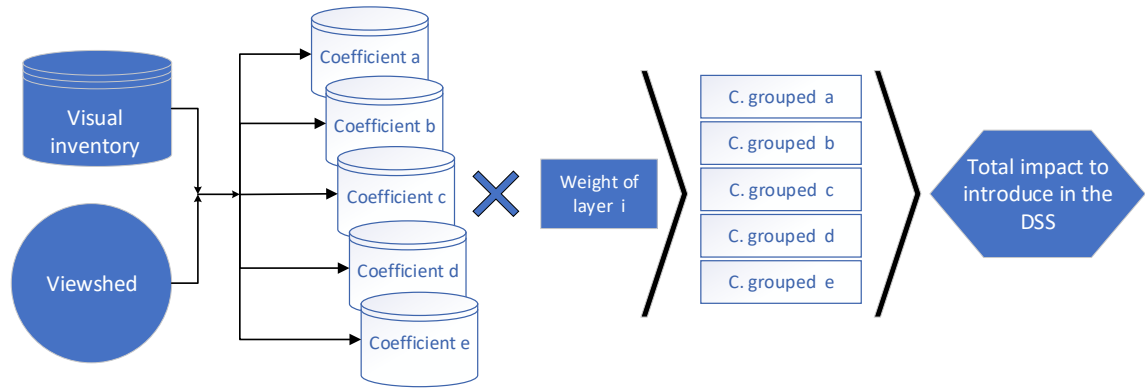 Visual
inventory
Viewshed
Coefficient a
Coefficient b
Coefficient c
Coefficient d
Coefficient e
Weight of
layer i
C. grouped a
C. grouped b
C. grouped c
C. grouped d
C. grouped e
Total impact to
introduce in the
DSS